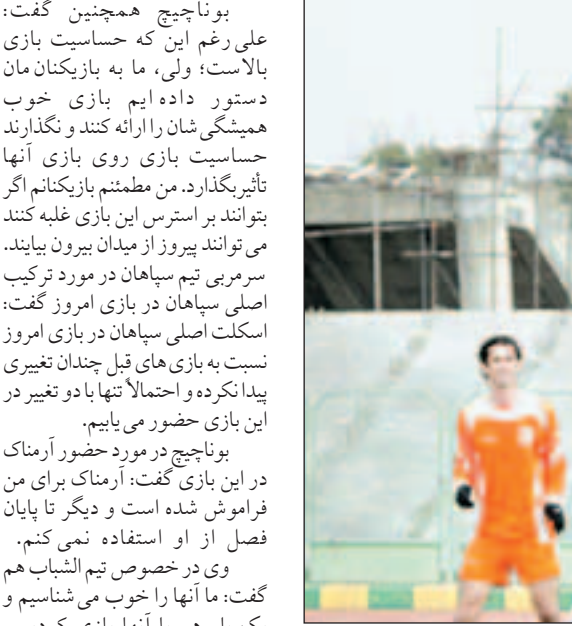 بوناچیچ همچنین گفت:
علی رغم این که حساسیت بازی
بالاست؛ ولی، ما به بازیکنان مان
دستور داده ایم بازی خوب
همیشگی شان را ارائه کنند و نگذارند
حساسیت بازی روی بازی آنها
تأثیربگذارد. من مطمئنم بازیکنانم اگر
بتوانند بر استرس این بازی غلبه کنند
می توانند پیروز از میدان بیرون بیایند.
سرمربی تیم سپاهان در مورد ترکیب
اصلی سپاهان در بازی امروز گفت:
اسکلت اصلی سپاهان در بازی امروز
نسبت به بازی های قبل چندان تغییری
پیدا نکرده و احتمالاً تنها با دو تغییر در
این بازی حضور می یابیم.
بوناچیچ در مورد حضور آرمناک
در این بازی گفت: آرمناک برای من
فراموش شده است و دیگر تا پایان
فصل از او استفاده نمی کنم.
وی در خصوص تیم الشباب هم
گفت: ما آنها را خوب می شناسیم و